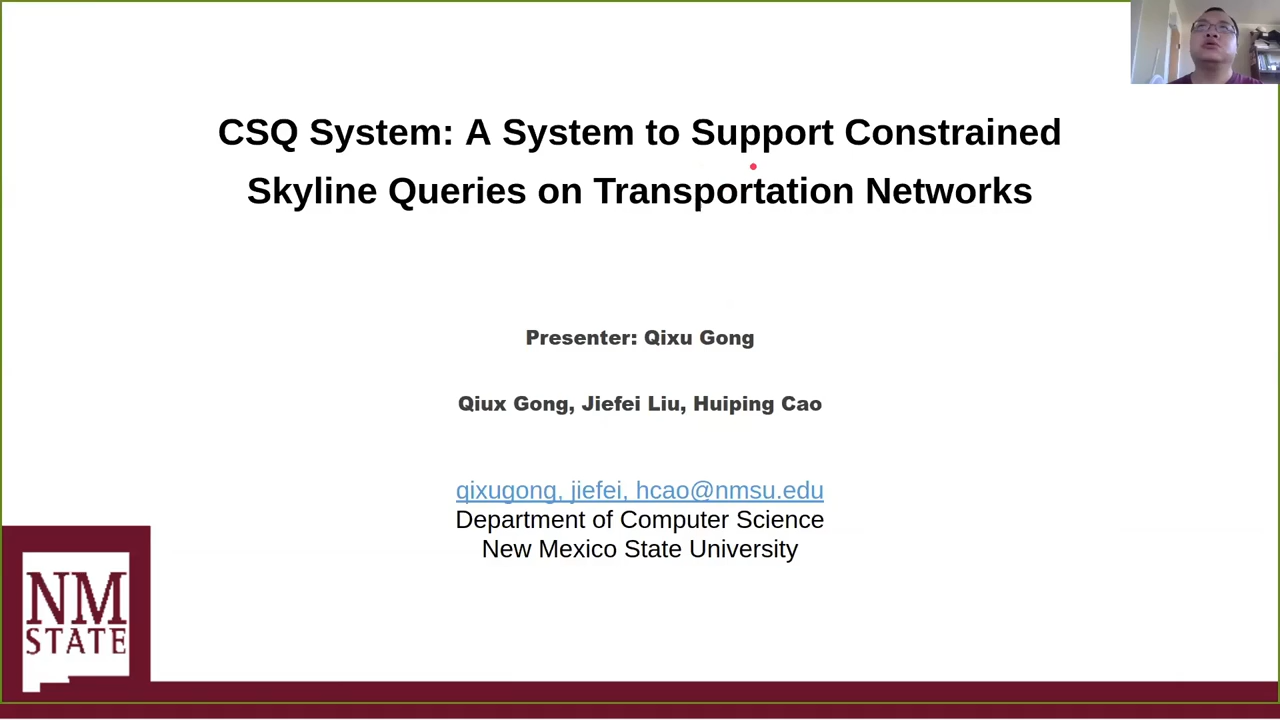 CSQ System: A System to Support Constrained
Skyline Queries on Transportation Networks
Presenter: Qixu Gong
Qiux Gong, Jiefei Liu, Huiping Cao
qixugong, jiefei, hcao@nmsu.edu
Department of Computer Science
New Mexico State University
NM
STATE